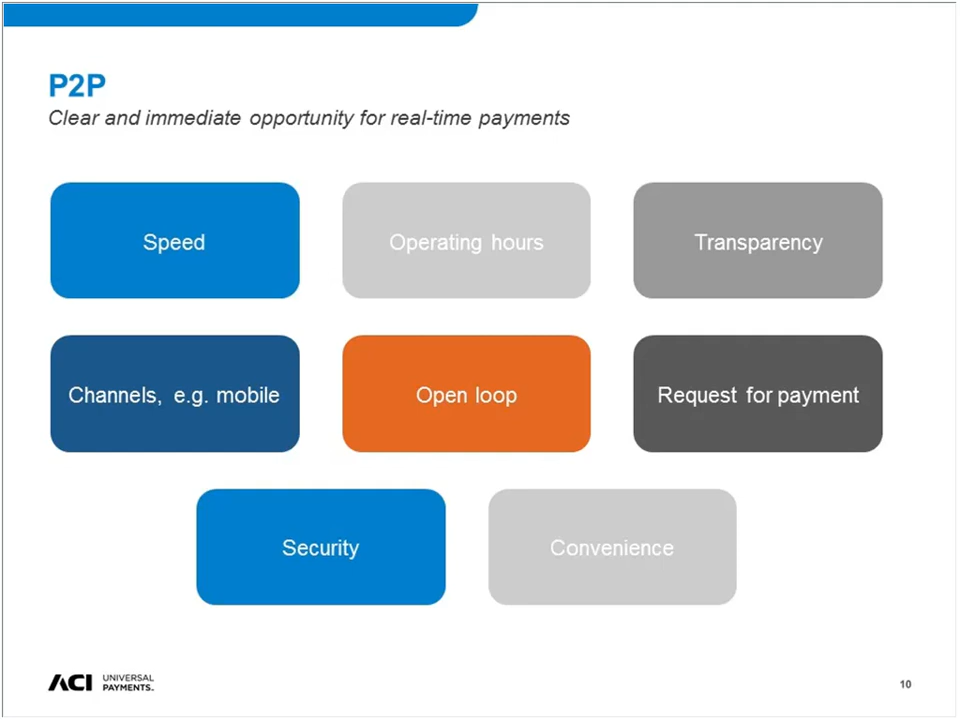 P2P
Clear and immediate opportunity for real-time payments
Speed
Operating hours
Transparency
Channels, e.g. mobile
Open loop
Request for payment
Security
Convenience
ACI UNIVERSAL
PAYMENTS.
10